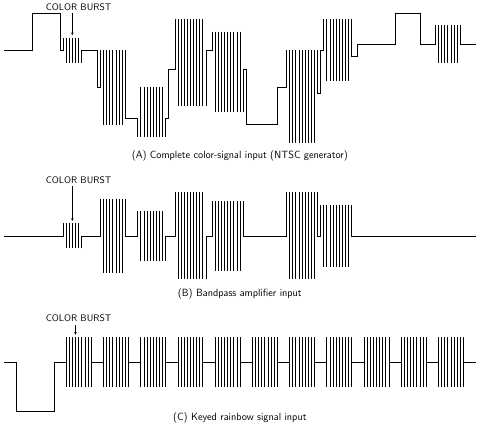 COLOR BURST
(A) Complete color-signal input (NTSC generator)
COLOR BURST
(B) Bandpass amplifier input
COLOR BURST
(C) Keyed rainbow signal input